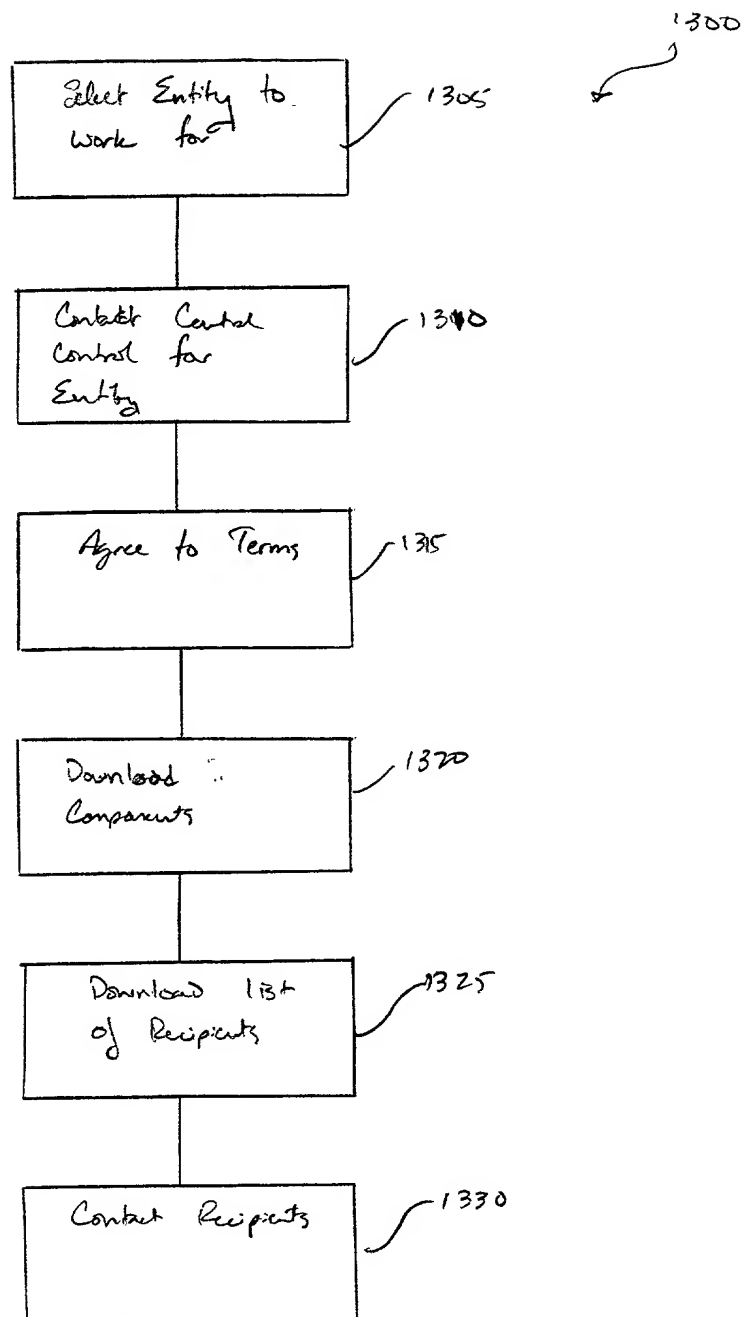 1300
Select Entity to
work for
1305
Contact Central
control for
Entity
1310
Agree to Terms
1315
Download
Components
1320
Download list
of Recipients
1325
Contact Recipients
1330